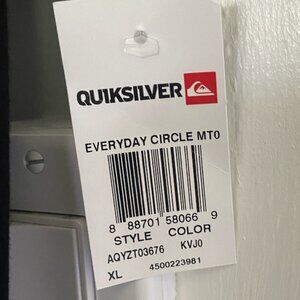 QUIKSILVER
EVERYDAY CIRCLE MT0
8 88701 58066 9
STYLE COLOR
AQYZT03676 KVJ0
XL 4500223981